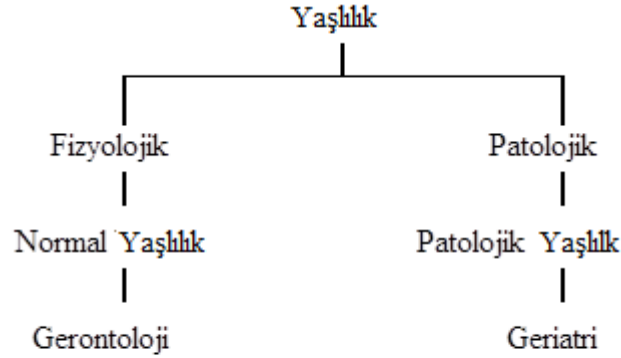 Yaşlılık
Fizyolojik Patolojik
Normal Yaşlılık Patolojik Yaşlılk
Gerontoloji Geriatri